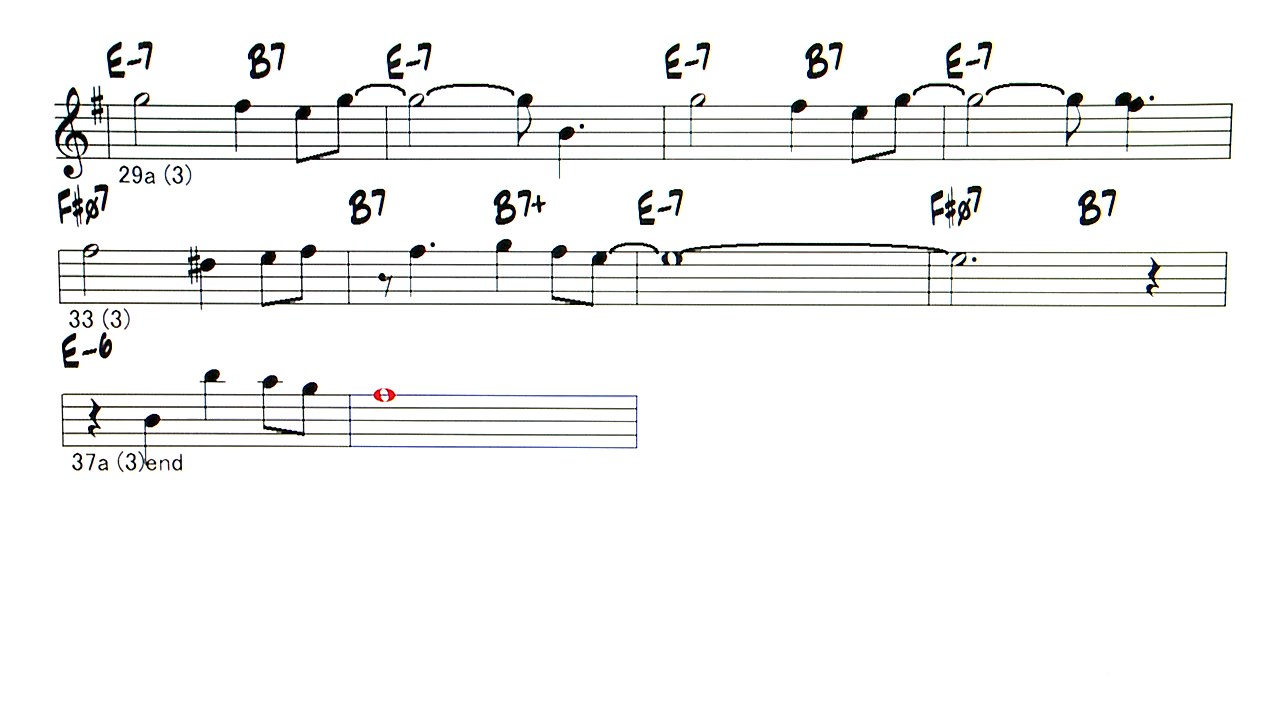 E-7 B7 E-7 E-7 B7 E-7
29a (3)
F#ø7 B7 B7+ E-7 F#ø7 B7
33 (3)
E-6
37a (3)end